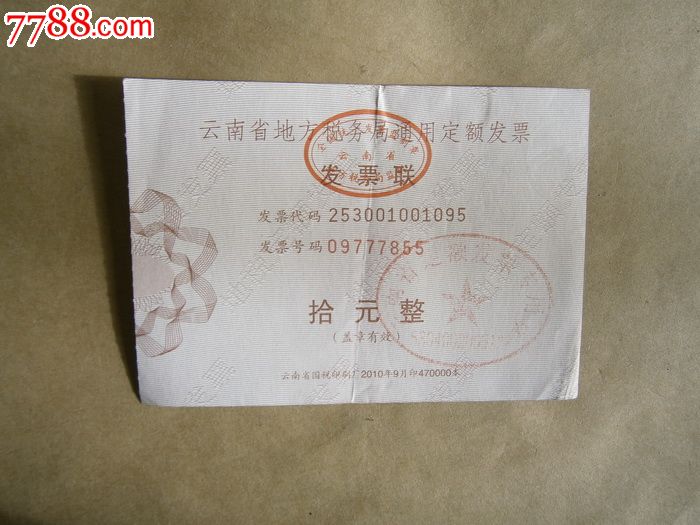 7788.com
云南省地方税务局通用定额发票
云南省
发票联
发票代码 253001001095
发票号码 09777855
拾元整
（盖章有效）
云南省国税印刷厂2010年9月印470000本